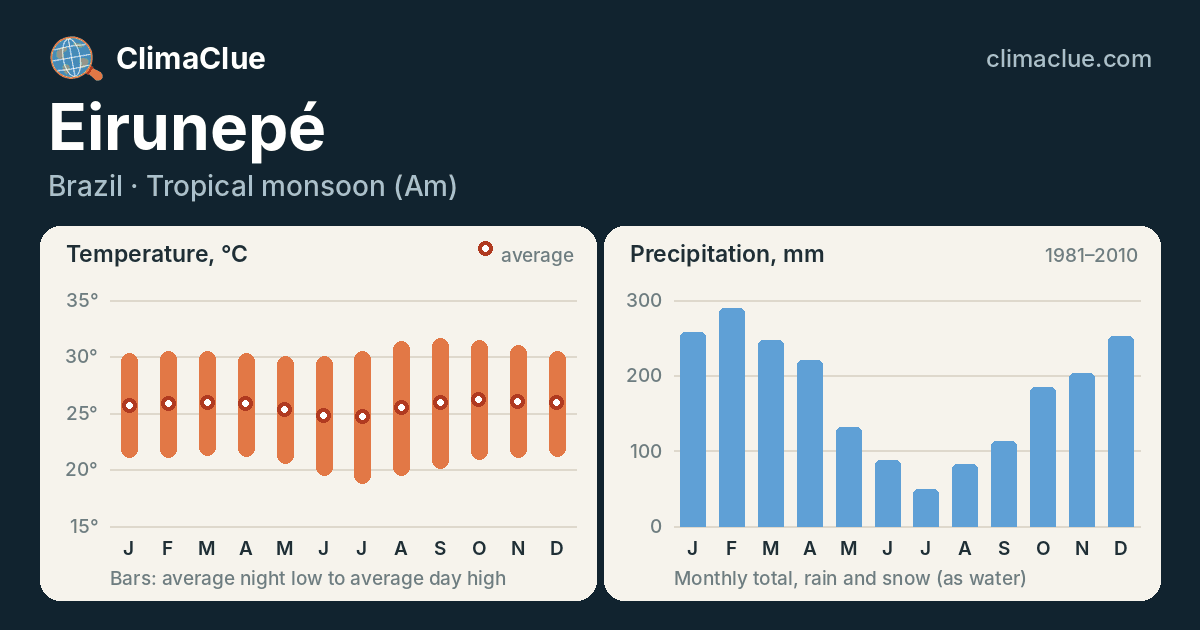 ClimaClue
climaclue.com
Eirunepé
Brazil · Tropical monsoon (Am)
Temperature, °C
average
35°
30°
25°
20°
15°
J F M A M J J A S O N D
Bars: average night low to average day high
Precipitation, mm
1981–2010
300
200
100
0
J F M A M J J A S O N D
Monthly total, rain and snow (as water)